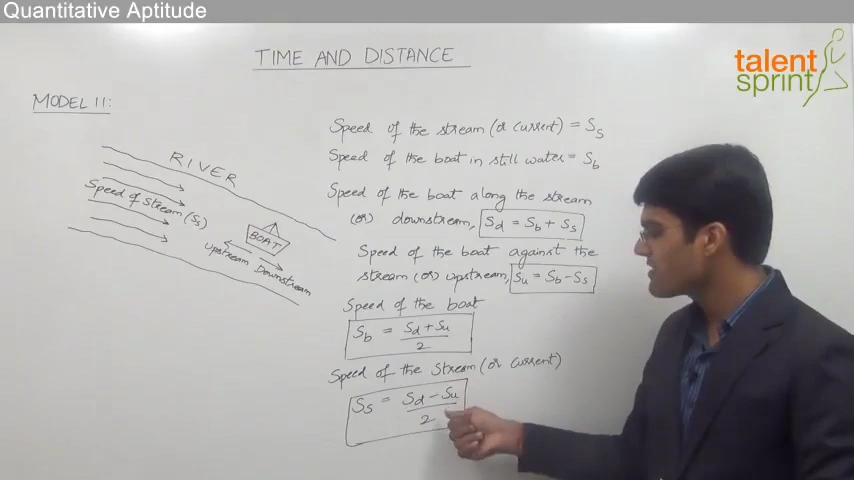 Quantitative Aptitude
TIME AND DISTANCE
talent
sprint
MODEL 11:
RIVER
Speed of Stream (Ss)
BOAT
Upstream
Downstream
Speed of the stream (or current) = Ss
Speed of the boat in still water = Sb
Speed of the boat along the stream
(or) downstream, Sd = Sb + Ss
Speed of the boat against the
stream (or) upstream, Su = Sb - Ss
Speed of the boat
Sb = Sd + Su / 2
Speed of the Stream (or current)
Ss = Sd - Su / 2